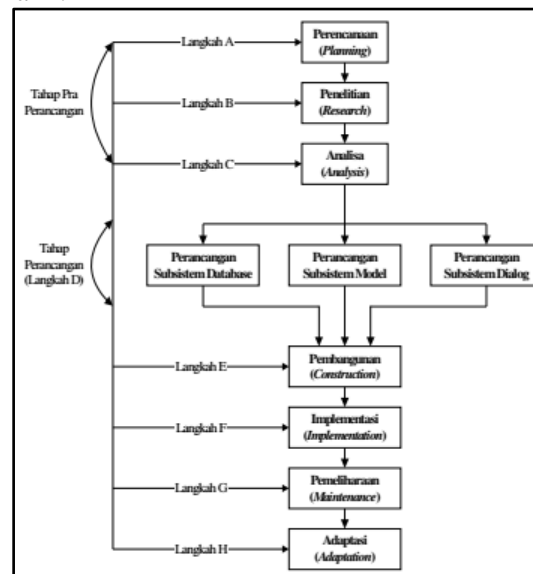 Langkah A
Perencanaan
(Planning)
Tahap Pra
Perancangan
Langkah B
Penelitian
(Research)
Langkah C
Analisa
(Analysis)
Tahap
Perancangan
(Langkah D)
Perancangan
Subsistem Database
Perancangan
Subsistem Model
Perancangan
Subsistem Dialog
Langkah E
Pembangunan
(Construction)
Langkah F
Implementasi
(Implementation)
Langkah G
Pemeliharaan
(Maintenance)
Langkah H
Adaptasi
(Adaptation)